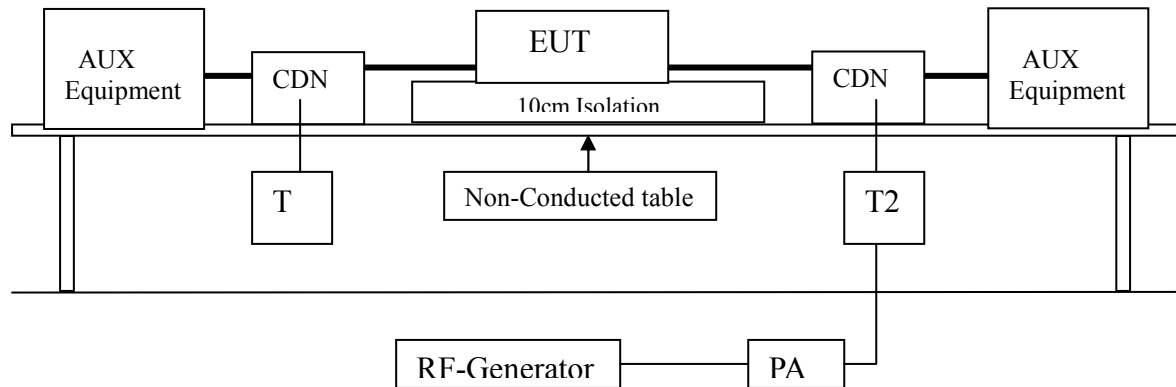 EUT
AUX
Equipment
CDN
CDN
AUX
Equipment
10cm Isolation
T
Non-Conducted table
T2
RF-Generator
PA